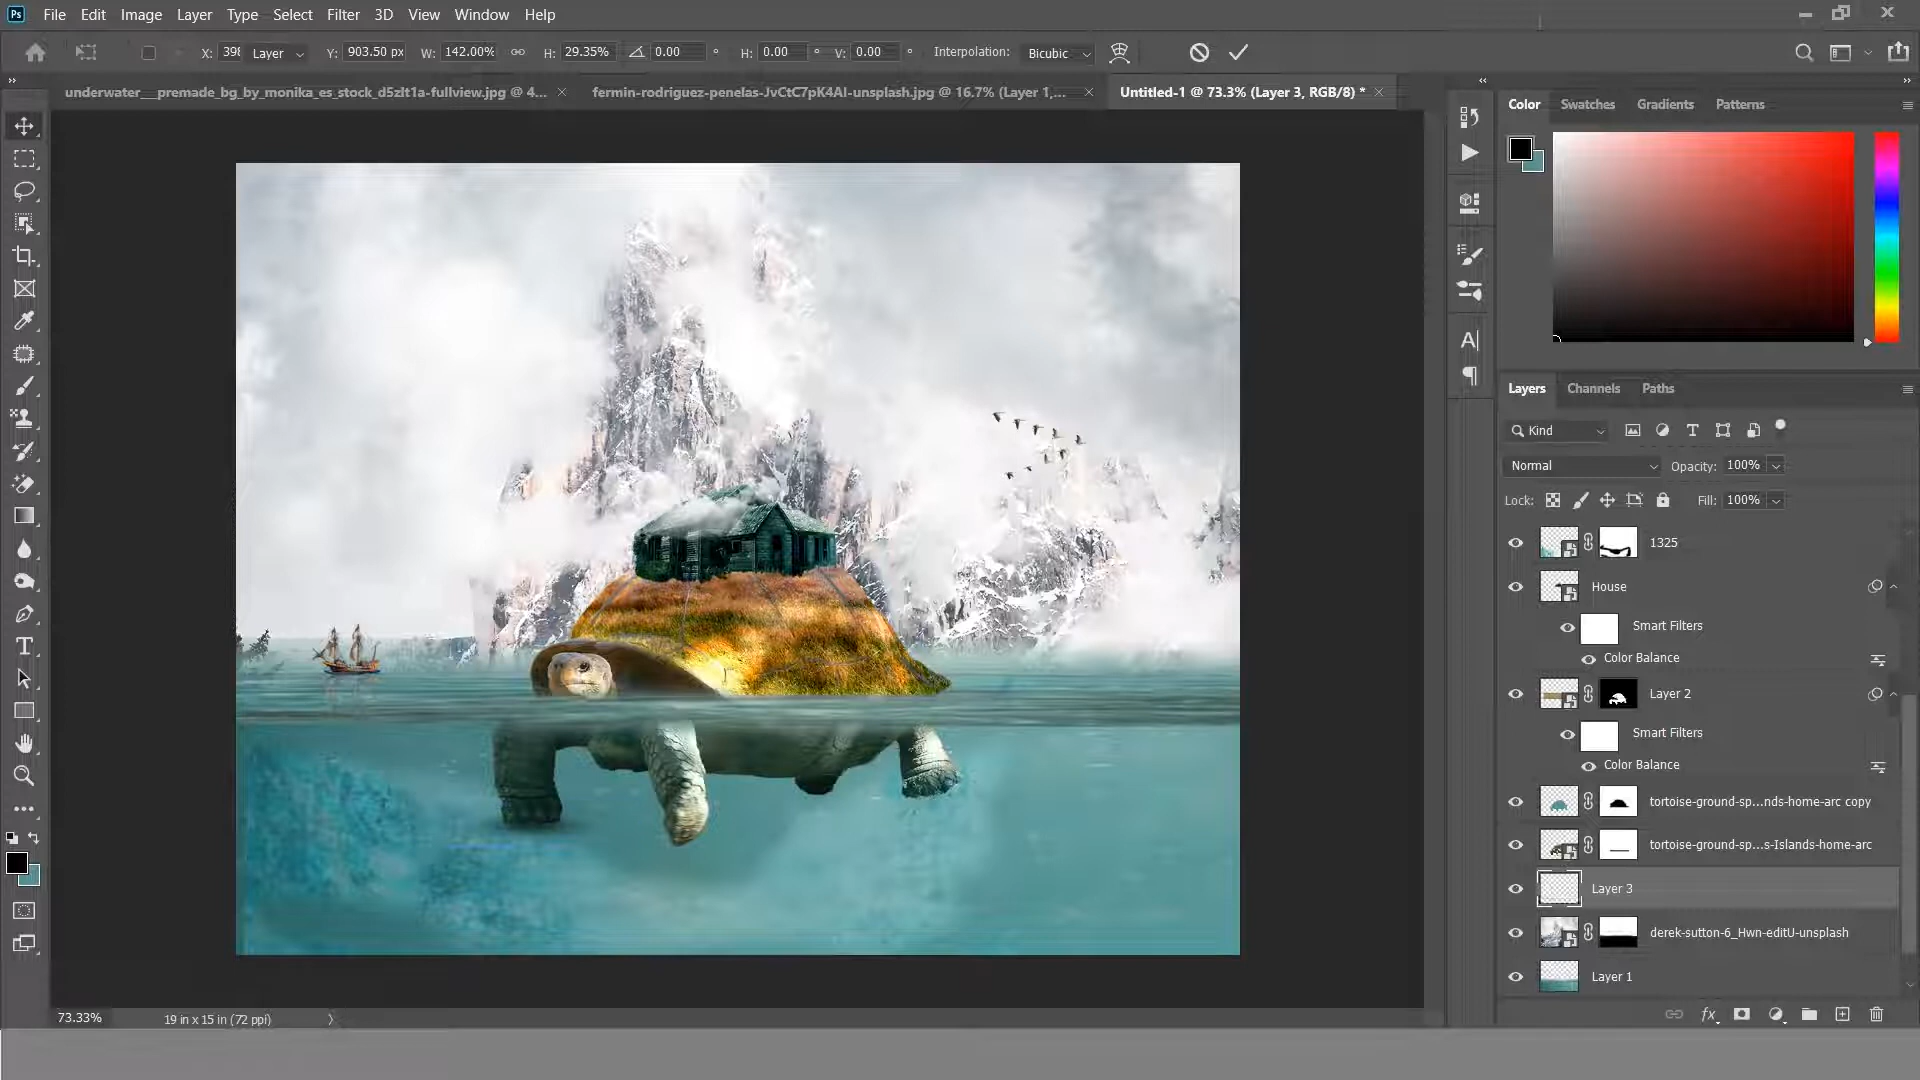 Ps File Edit Image Layer Type Select Filter 3D View Window Help
X: 398 Layer Y: 903.50 px W: 142.00% H: 29.35% 0.00 ° H: 0.00 ° V: 0.00 ° Interpolation: Bicubic
underwater__premade_bg_by_monika_es_stock_d5zlt1a-fullview.jpg @ 4... fermin-rodriguez-penelas-JvCtC7pK4AI-unsplash.jpg @ 16.7% (Layer 1,... Untitled-1 @ 73.3% (Layer 3, RGB/8) *
Color Swatches Gradients Patterns
Layers Channels Paths
Kind
Normal Opacity: 100%
Lock: Fill: 100%
1325
House
Smart Filters
Color Balance
Layer 2
Smart Filters
Color Balance
tortoise-ground-sp...nds-home-arc copy
tortoise-ground-sp...s-Islands-home-arc
Layer 3
derek-sutton-6_Hwn-editU-unsplash
Layer 1
73.33% 19 in x 15 in (72 ppi)